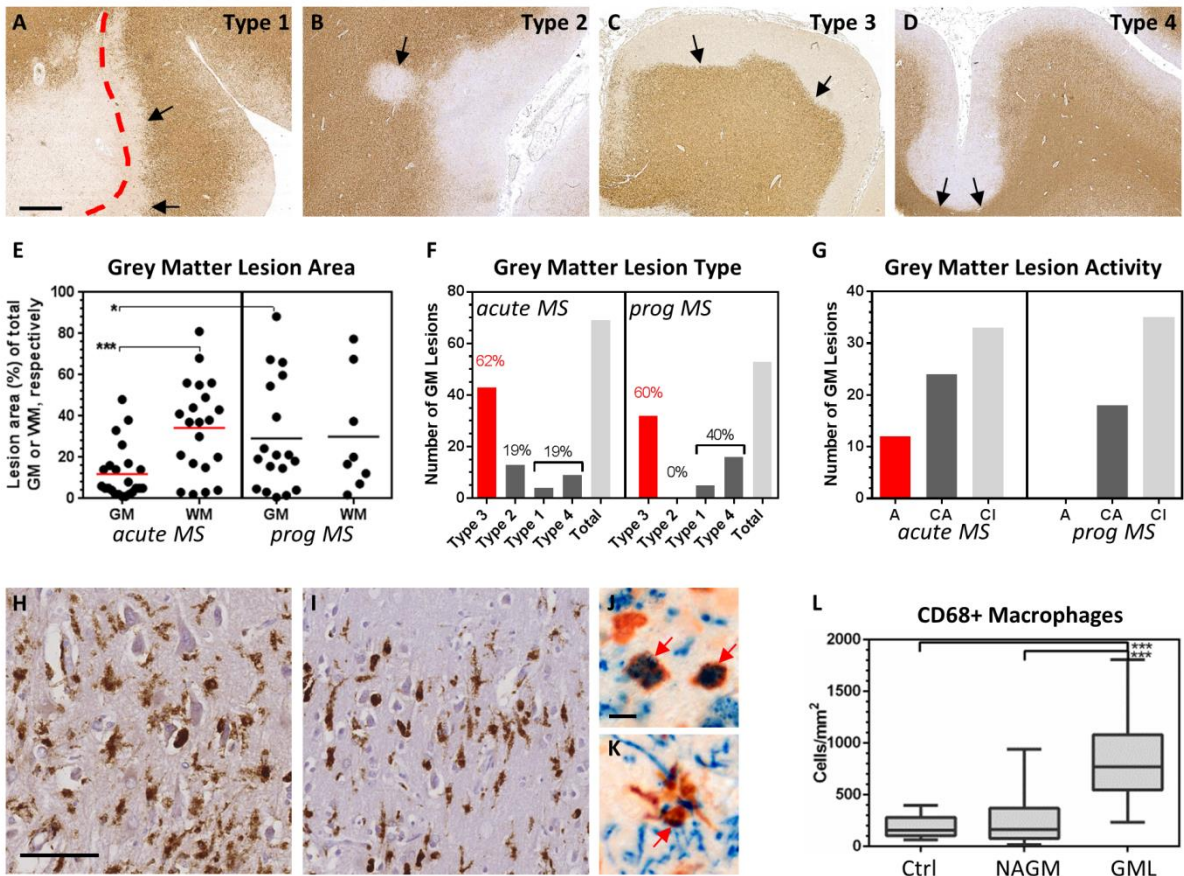 A Type 1
B Type 2
C Type 3
D Type 4
E
Grey Matter Lesion Area
Lesion area (%) of total
GM or WM, respectively
100
80
60
40
20
0
*
***
GM WM GM WM
acute MS prog MS
F
Grey Matter Lesion Type
Number of GM Lesions
80
60
40
20
0
acute MS prog MS
62% 19% 19% 60% 0% 40%
Type 3 Type 2 Type 1 Type 4 Total Type 3 Type 2 Type 1 Type 4 Total
G
Grey Matter Lesion Activity
Number of GM Lesions
40
30
20
10
0
A CA CI A CA CI
acute MS prog MS
H
I
J
K
L
CD68+ Macrophages
Cells/mm²
2000
1500
1000
500
0
***
***
Ctrl NAGM GML